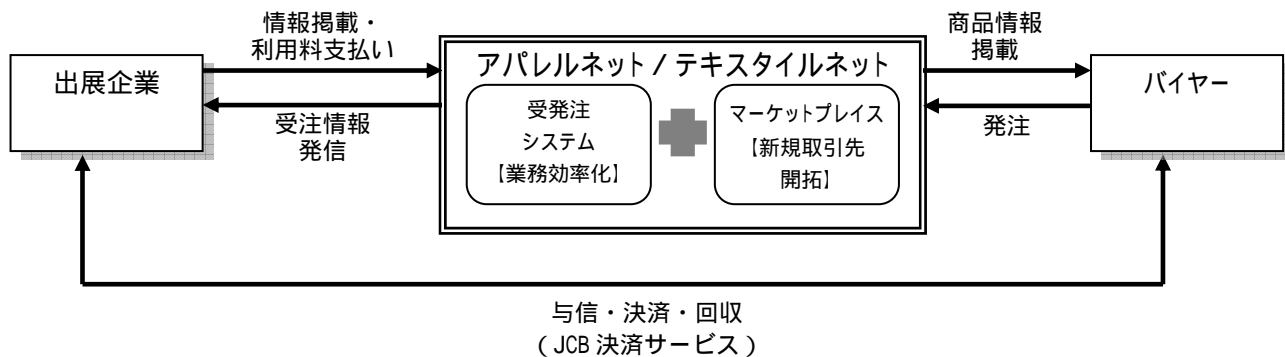 情報掲載・
利用料支払い
商品情報
掲載
出展企業
アパレルネット / テキスタイルネット
バイヤー
受注情報
発信
受発注
システム
【業務効率化】
マーケットプレイス
【新規取引先
開拓】
発注
与信・決済・回収
(JCB 決済サービス)